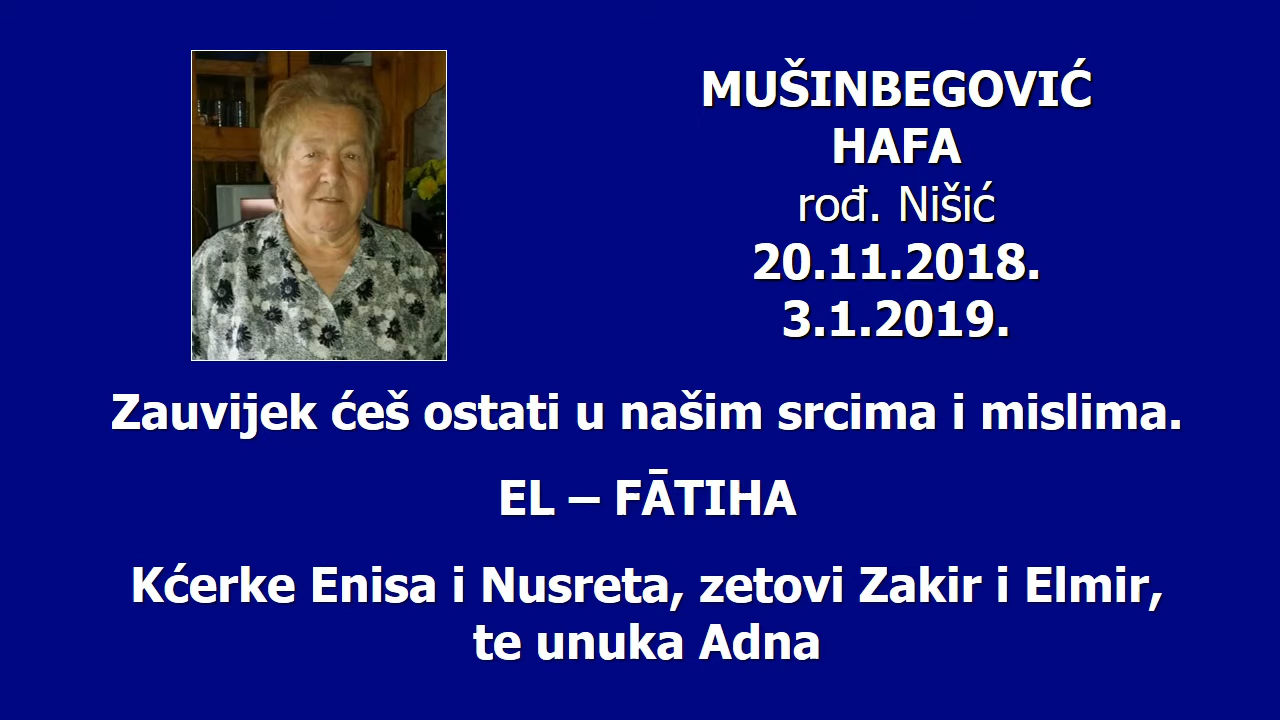 MUŠINBEGOVIĆ
HAFA
rođ. Nišić
20.11.2018.
3.1.2019.
Zauvijek ćeš ostati u našim srcima i mislima.
EL – FĀTIHA
Kćerke Enisa i Nusreta, zetovi Zakir i Elmir,
te unuka Adna